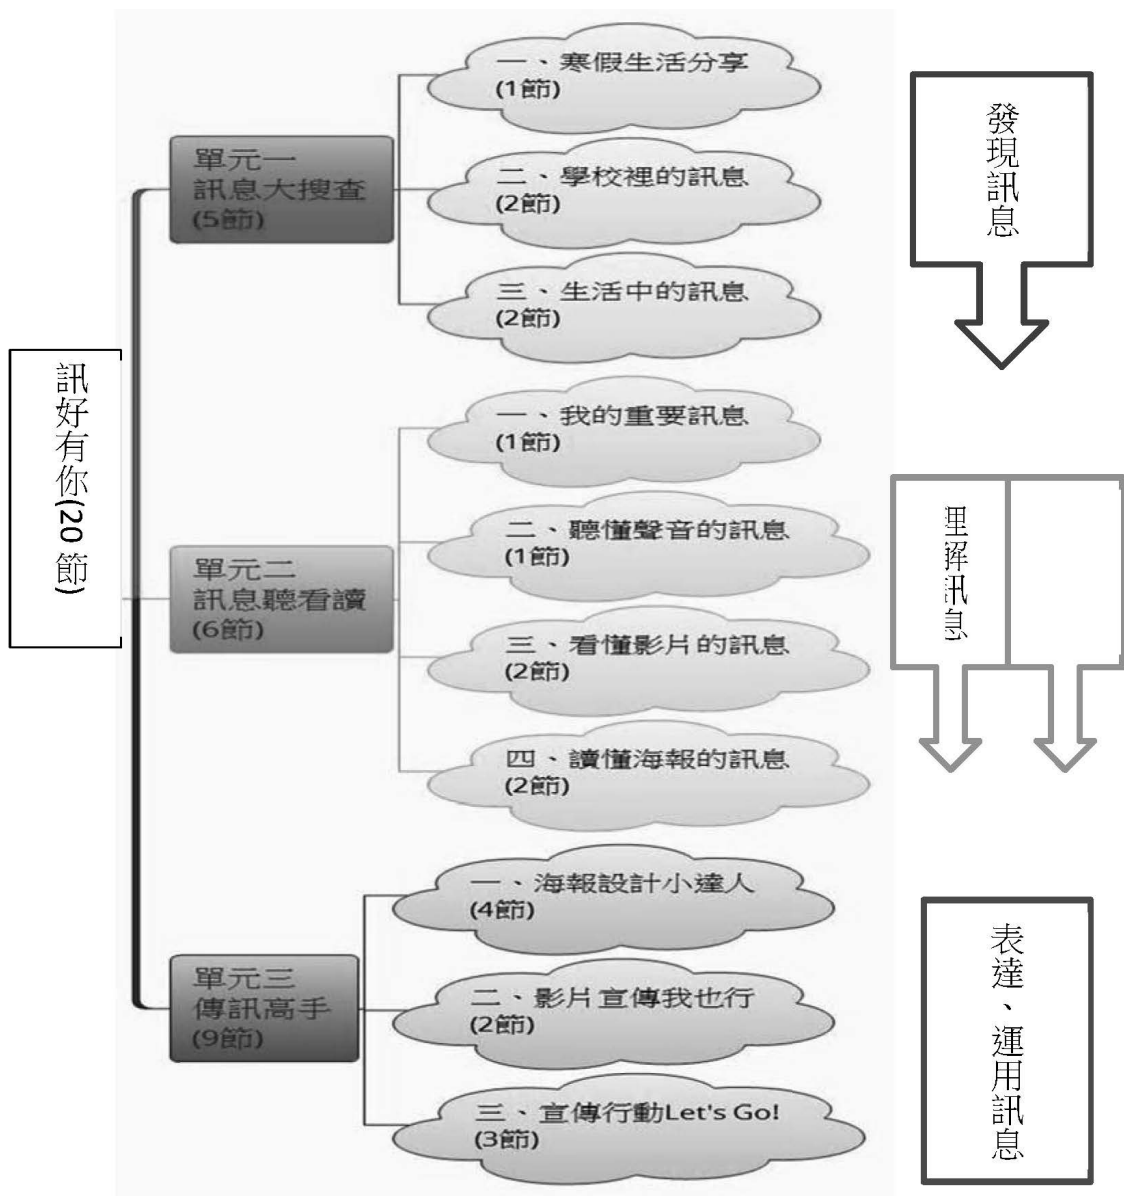 訊好有你(20 節)
單元一
訊息大搜查
(5節)
一、寒假生活分享
(1節)
二、學校裡的訊息
(2節)
三、生活中的訊息
(2節)
發現訊息
單元二
訊息聽看讀
(6節)
一、我的重要訊息
(1節)
二、聽懂聲音的訊息
(1節)
三、看懂影片的訊息
(2節)
四、讀懂海報的訊息
(2節)
理解訊息
單元三
傳訊高手
(9節)
一、海報設計小達人
(4節)
二、影片宣傳我也行
(2節)
三、宣傳行動Let's Go!
(3節)
表達、運用訊息